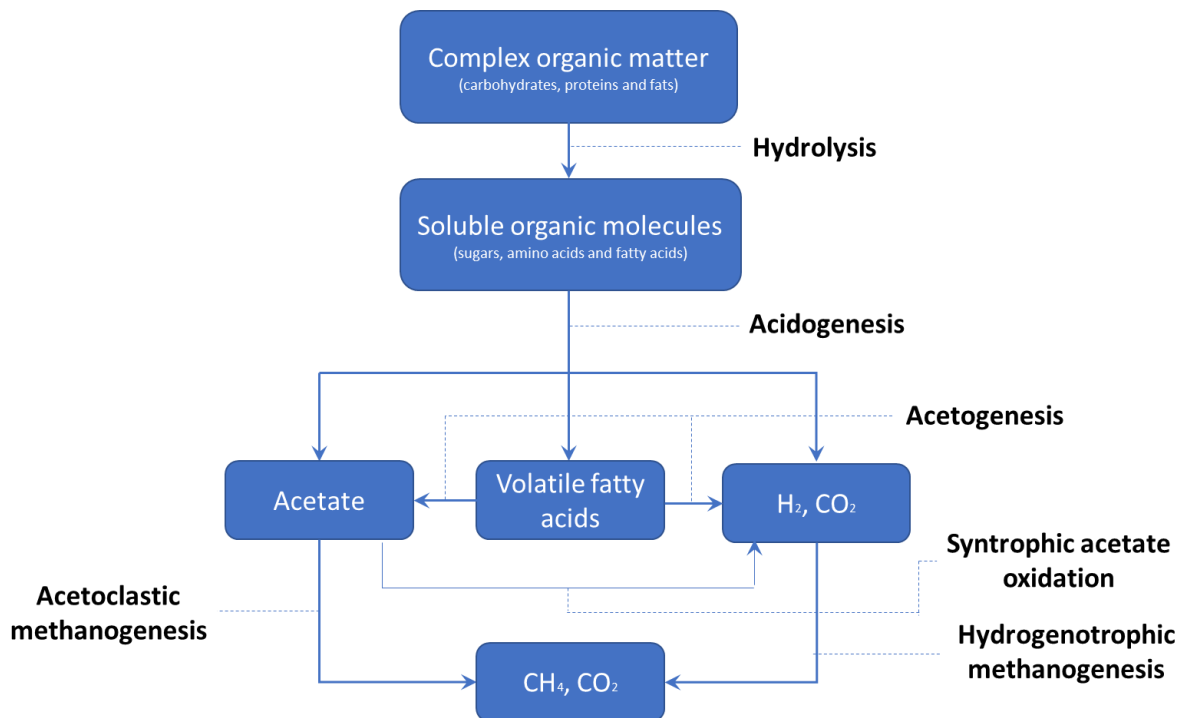 Complex organic matter
(carbohydrates, proteins and fats)
Hydrolysis
Soluble organic molecules
(sugars, amino acids and fatty acids)
Acidogenesis
Acetogenesis
Acetate
Volatile fatty
acids
H₂, CO₂
Syntrophic acetate
oxidation
Acetoclastic
methanogenesis
Hydrogenotrophic
methanogenesis
CH₄, CO₂